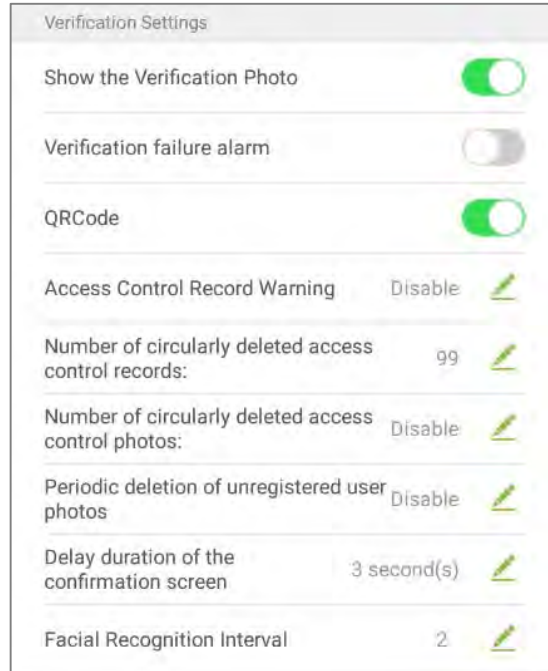 Verification Settings
Show the Verification Photo
Verification failure alarm
QRCode
Access Control Record Warning Disable
Number of circularly deleted access
control records: 99
Number of circularly deleted access
control photos: Disable
Periodic deletion of unregistered user
photos Disable
Delay duration of the
confirmation screen 3 second(s)
Facial Recognition Interval 2